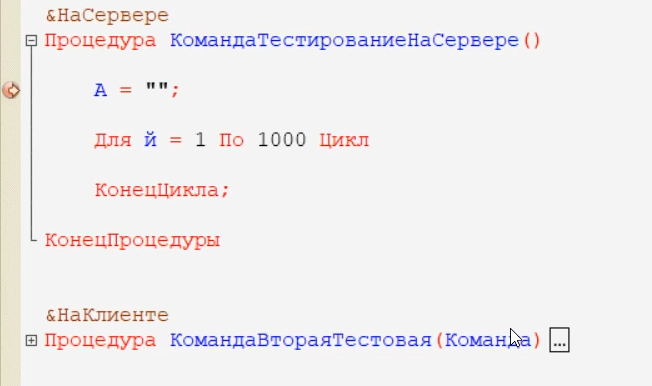 &НаСервере
Процедура КомандаТестированиеНаСервере()
А = "";
Для й = 1 По 1000 Цикл
КонецЦикла;
КонецПроцедуры
&НаКлиенте
Процедура КомандаВтораяТестовая(Команда) ...